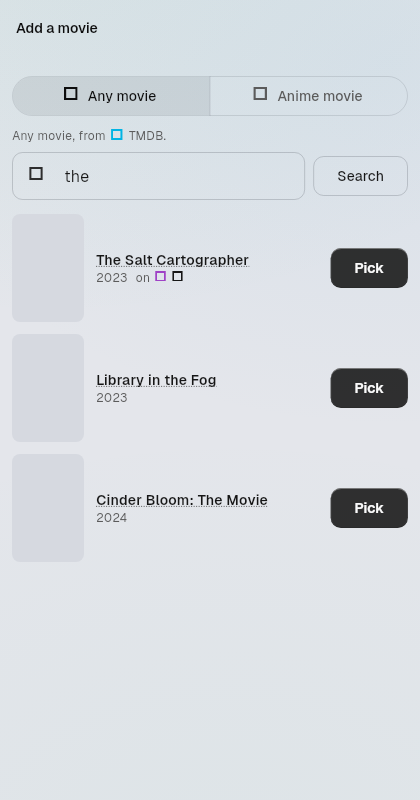 Add a movie
Any movie
Anime movie
Any movie, from TMDB.
the
Search
The Salt Cartographer
2023 on
Pick
Library in the Fog
2023
Pick
Cinder Bloom: The Movie
2024
Pick